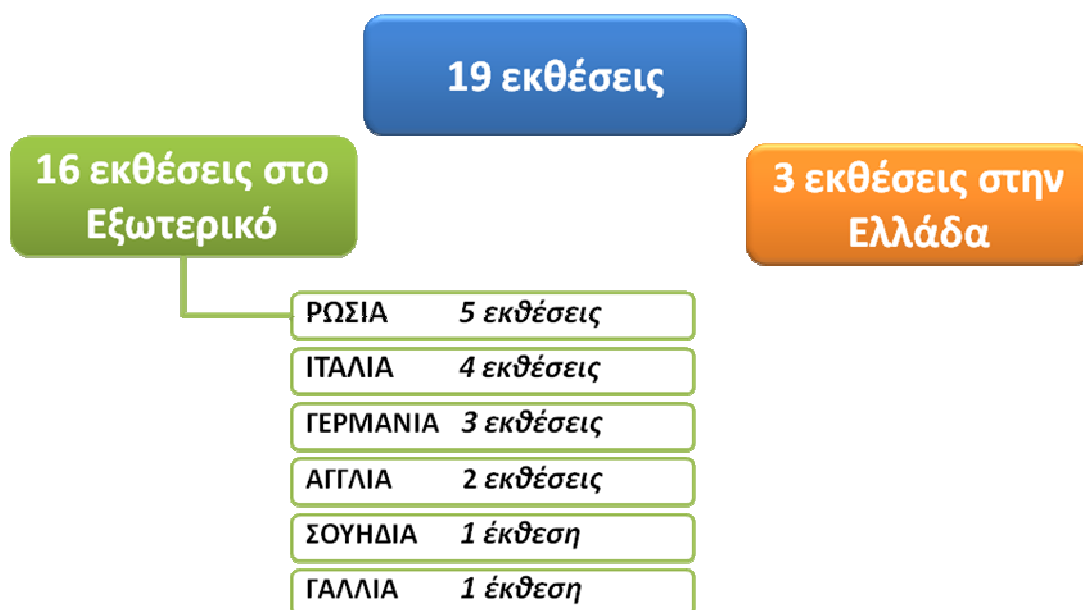 19 εκθέσεις
16 εκθέσεις στο
Εξωτερικό
3 εκθέσεις στην
Ελλάδα
ΡΩΣΙΑ 5 εκθέσεις
ΙΤΑΛΙΑ 4 εκθέσεις
ΓΕΡΜΑΝΙΑ 3 εκθέσεις
ΑΓΓΛΙΑ 2 εκθέσεις
ΣΟΥΗΔΙΑ 1 έκθεση
ΓΑΛΛΙΑ 1 έκθεση